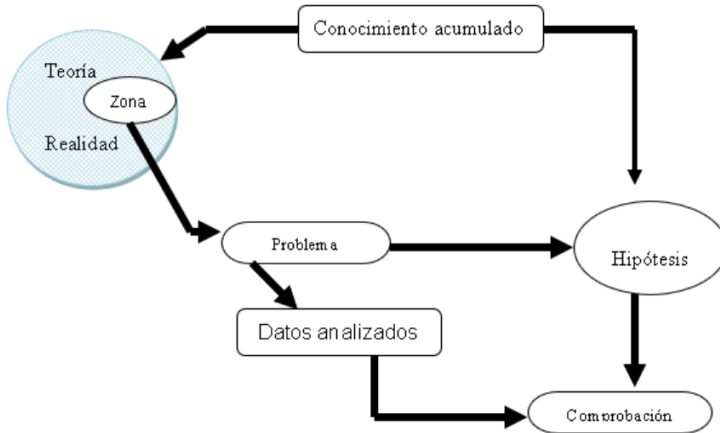 Conocimiento acumulado
Teoría
Zona
Realidad
Problema
Hipótesis
Datos analizados
Comprobación